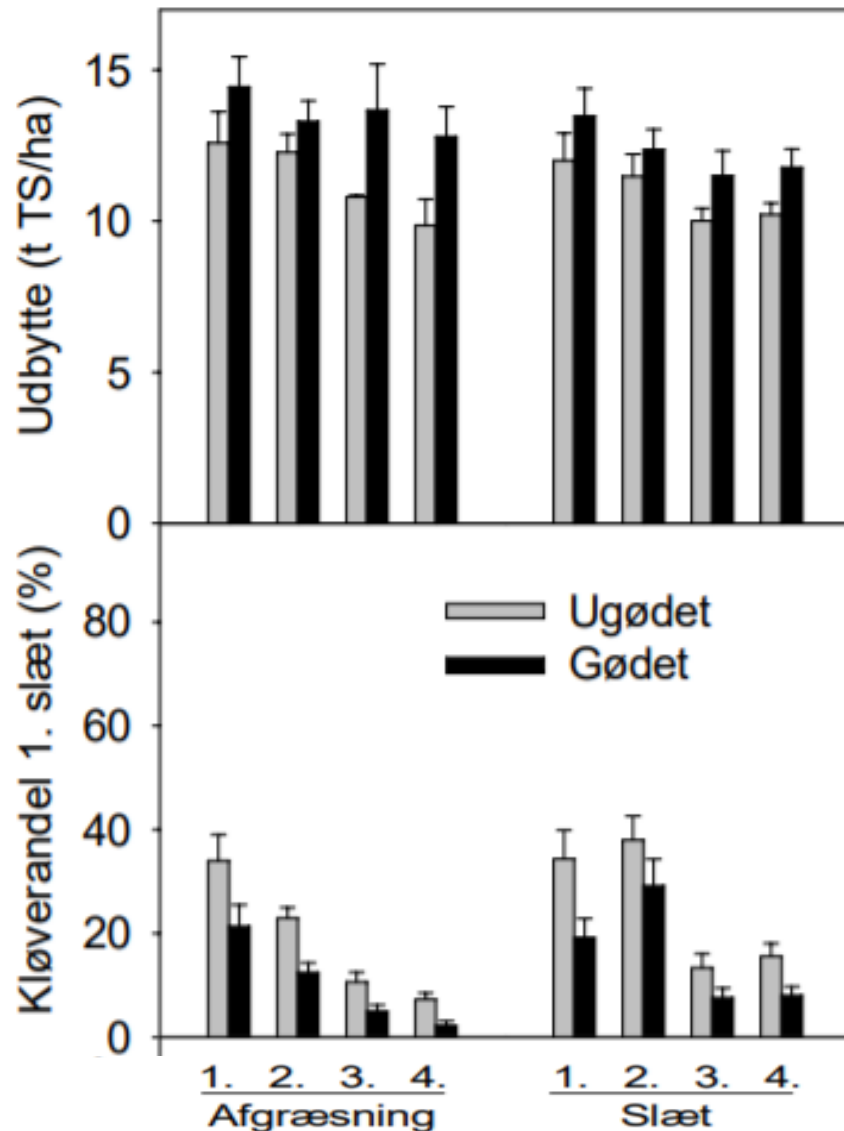 Udbytte (t TS/ha)
15
10
5
0
Kløverandel 1. slæt (%)
80
60
40
20
0
Ugødet
Gødet
1. 2. 3. 4. 1. 2. 3. 4.
Afgræsning Slæt